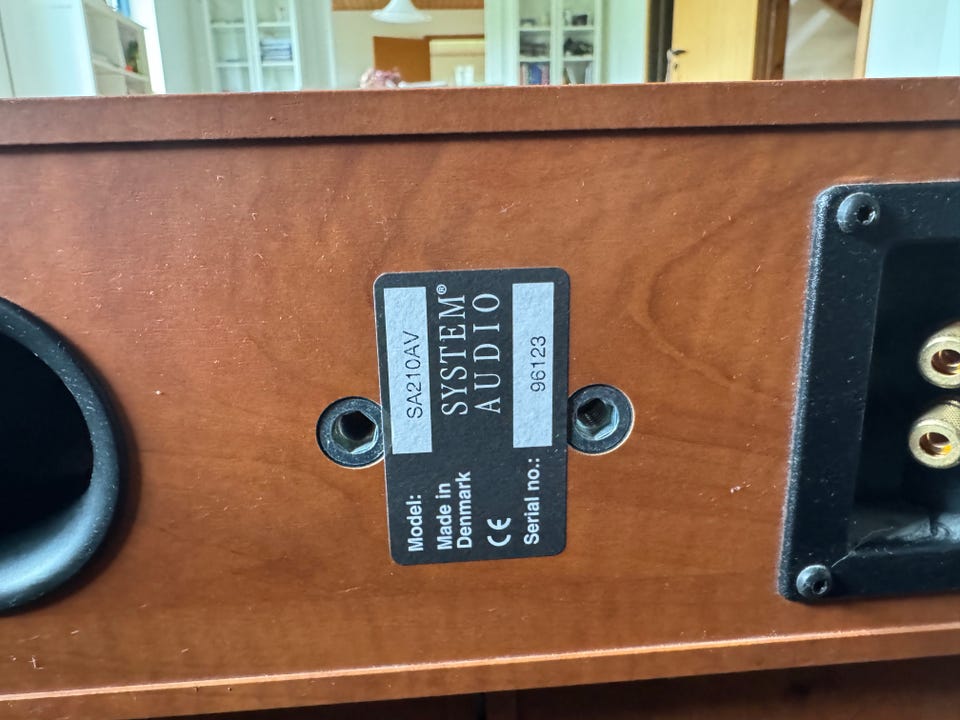 Model: SA210AV
Made in
Denmark
SYSTEM®
AUDIO
CE
Serial no.: 96123